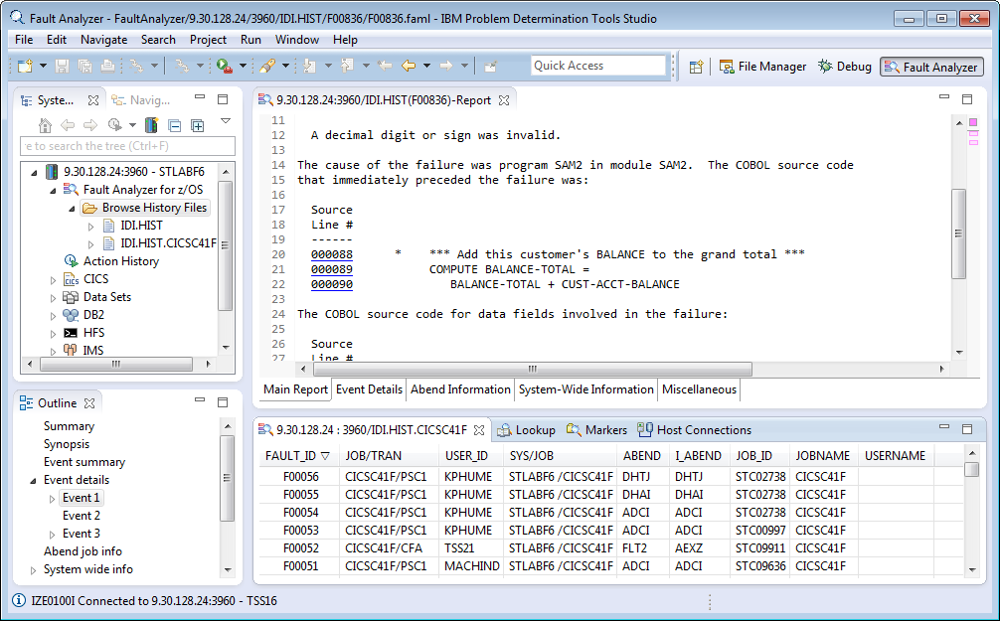 Fault Analyzer - FaultAnalyzer/9.30.128.24/3960/IDI.HIST/F00836/F00836.faml - IBM Problem Determination Tools Studio
File Edit Navigate Search Project Run Window Help
Quick Access
File Manager
Debug
Fault Analyzer
Syste...
Navig...
e to search the tree (Ctrl+F)
9.30.128.24:3960 - STLABF6
Fault Analyzer for z/OS
Browse History Files
IDI.HIST
IDI.HIST.CICSC41F
Action History
CICS
Data Sets
DB2
HFS
IMS
Outline
Summary
Synopsis
Event summary
Event details
Event 1
Event 2
Event 3
Abend job info
System wide info
9.30.128.24:3960/IDI.HIST(F00836)-Report
11
12 A decimal digit or sign was invalid.
13
14 The cause of the failure was program SAM2 in module SAM2. The COBOL source code
15 that immediately preceded the failure was:
16
17 Source
18 Line #
19 ------
20 000088 * *** Add this customer's BALANCE to the grand total ***
21 000089 COMPUTE BALANCE-TOTAL =
22 000090 BALANCE-TOTAL + CUST-ACCT-BALANCE
23
24 The COBOL source code for data fields involved in the failure:
25
26 Source
27 Line #
Main Report Event Details Abend Information System-Wide Information Miscellaneous
9.30.128.24 : 3960/IDI.HIST.CICSC41F Lookup Markers Host Connections
FAULT_ID JOB/TRAN USER_ID SYS/JOB ABEND I_ABEND JOB_ID JOBNAME USERNAME
F00056 CICSC41F/PSC1 KPHUME STLABF6 /CICSC41F DHTJ DHTJ STC02738 CICSC41F
F00055 CICSC41F/PSC1 KPHUME STLABF6 /CICSC41F DHAI DHAI STC02738 CICSC41F
F00054 CICSC41F/PSC1 KPHUME STLABF6 /CICSC41F ADCI ADCI STC02738 CICSC41F
F00053 CICSC41F/PSC1 KPHUME STLABF6 /CICSC41F ADCI ADCI STC00997 CICSC41F
F00052 CICSC41F/CFA TSS21 STLABF6 /CICSC41F FLT2 AEXZ STC09911 CICSC41F
F00051 CICSC41F/PSC1 MACHIND STLABF6 /CICSC41F ADCI ADCI STC09636 CICSC41F
IZE0100I Connected to 9.30.128.24:3960 - TSS16